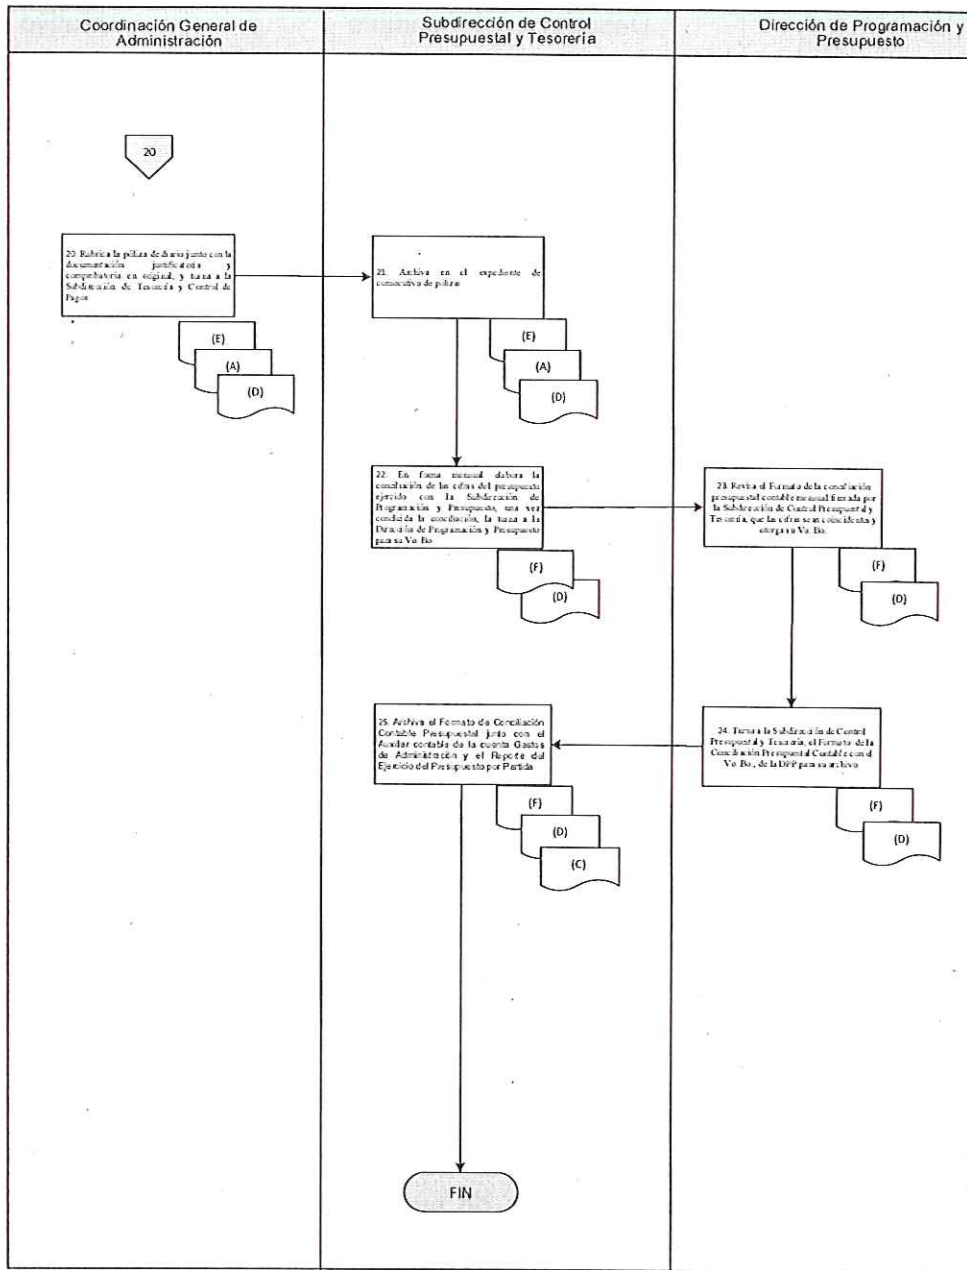 Coordinación General de
Administración
Subdirección de Control
Presupuestal y Tesorería
Dirección de Programación y
Presupuesto
20
20. Rubrica la póliza de diario junto con la
documentación justificatoria y
comprobatoria en original, y turna a la
Subdirección de Tesorería y Control de
Pagos
(E)
(A)
(D)
21. Archiva en el expediente de
consecutivo de pólizas
(E)
(A)
(D)
22. En forma mensual elabora la
conciliación de las cifras del presupuesto
ejercido con la Subdirección de
Programación y Presupuesto, una vez
concluida la conciliación, la turna a la
Dirección de Programación y Presupuesto
para su Vo. Bo.
(F)
(D)
23. Revisa el Formato de la conciliación
presupuestal contable mensual firmada por
la Subdirección de Control Presupuestal y
Tesorería, que las cifras sean coincidentes y
otorga su Vo. Bo.
(F)
(D)
24. Turna a la Subdirección de Control
Presupuestal y Tesorería, el Formato de la
Conciliación Presupuestal Contable con el
Vo. Bo., de la DPP para su archivo
(F)
(D)
25. Archiva el Formato de Conciliación
Contable Presupuestal junto con el
Auxiliar contable de la cuenta Gastos
de Administración y el Reporte del
Ejercicio del Presupuesto por Partida
(F)
(D)
(C)
FIN